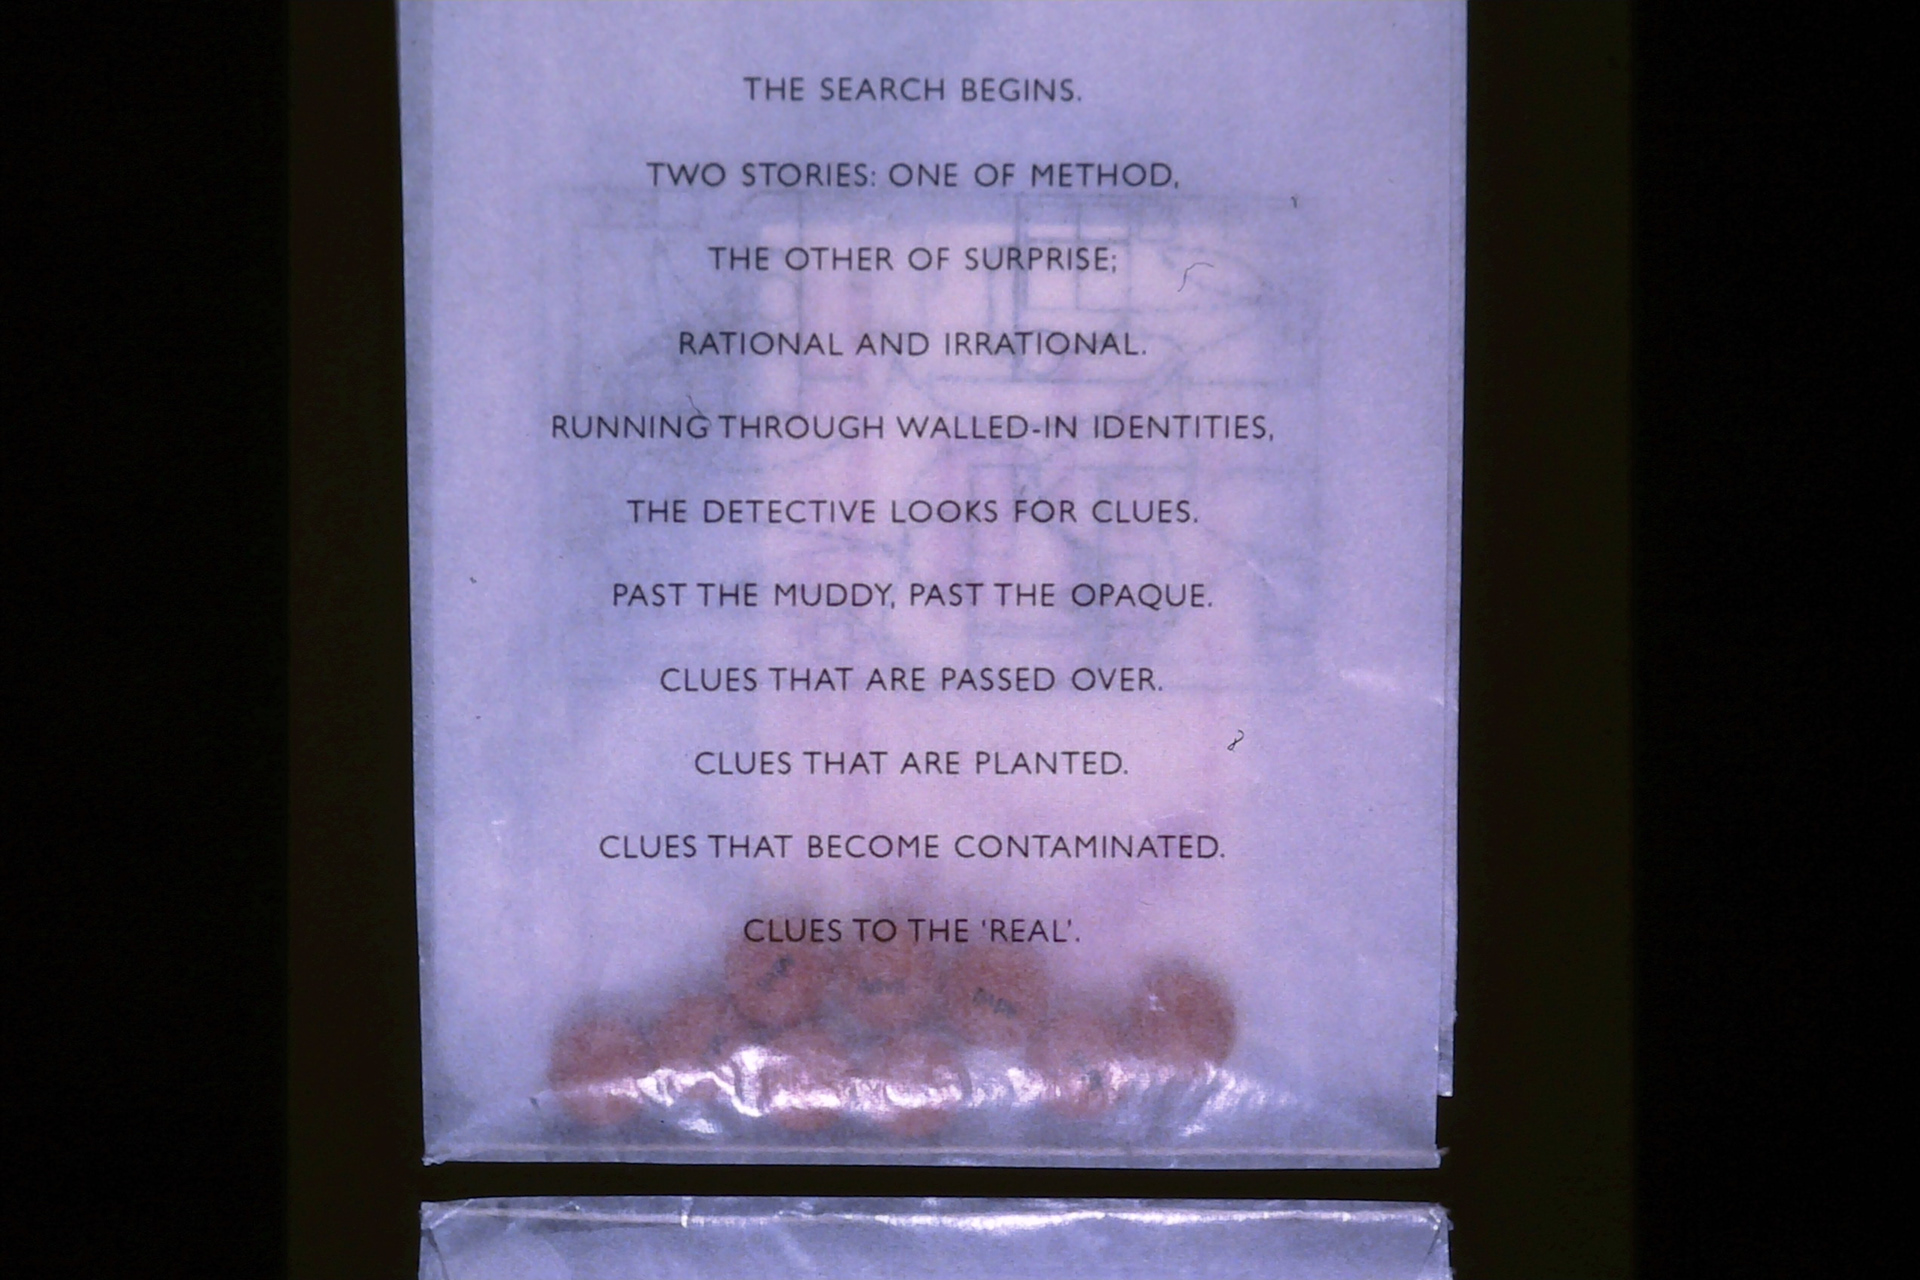 THE SEARCH BEGINS.
TWO STORIES: ONE OF METHOD,
THE OTHER OF SURPRISE;
RATIONAL AND IRRATIONAL.
RUNNING THROUGH WALLED-IN IDENTITIES,
THE DETECTIVE LOOKS FOR CLUES.
PAST THE MUDDY, PAST THE OPAQUE.
CLUES THAT ARE PASSED OVER.
CLUES THAT ARE PLANTED.
CLUES THAT BECOME CONTAMINATED.
CLUES TO THE ‘REAL’.